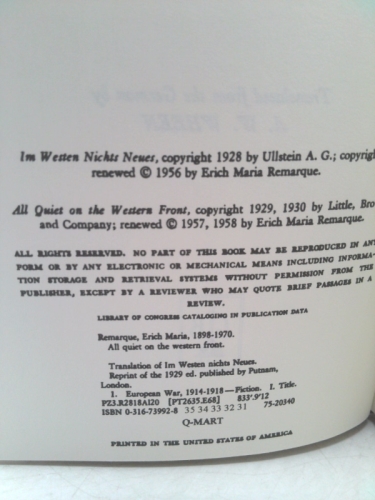 Im Westen Nichts Neues, copyright 1928 by Ullstein A. G.; copyrigh
renewed © 1956 by Erich Maria Remarque.
All Quiet on the Western Front, copyright 1929, 1930 by Little, Bro
and Company; renewed © 1957, 1958 by Erich Maria Remarque.
ALL RIGHTS RESERVED. NO PART OF THIS BOOK MAY BE REPRODUCED IN ANY
FORM OR BY ANY ELECTRONIC OR MECHANICAL MEANS INCLUDING INFORMA-
TION STORAGE AND RETRIEVAL SYSTEMS WITHOUT PERMISSION FROM THE
PUBLISHER, EXCEPT BY A REVIEWER WHO MAY QUOTE BRIEF PASSAGES IN A
REVIEW.
LIBRARY OF CONGRESS CATALOGING IN PUBLICATION DATA
Remarque, Erich Maria, 1898-1970.
All quiet on the western front.
Translation of Im Westen nichts Neues.
Reprint of the 1929 ed. published by Putnam,
London.
1. European War, 1914-1918—Fiction. I. Title.
PZ3.R2818Al20 [PT2635.E68] 833'.9'12
ISBN 0-316-73992-8 35 34 33 32 31 75-20340
Q-MART
PRINTED IN THE UNITED STATES OF AMERICA